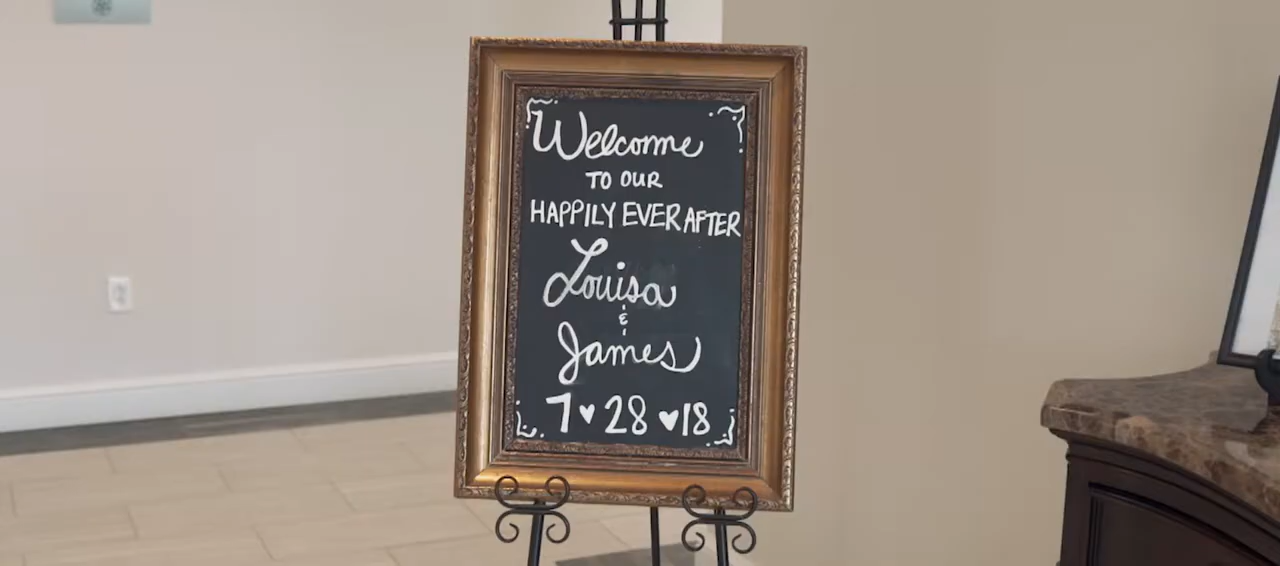 Welcome
TO OUR
HAPPILY EVER AFTER
Louisa
&
James
7♥28♥18